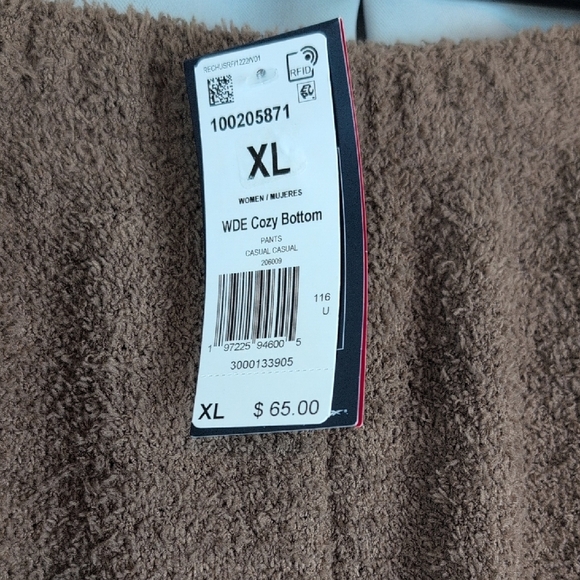 RFID
100205871
XL
WOMEN / MUJERES
WDE Cozy Bottom
PANTS
CASUAL CASUAL
206009
116
U
1 97225 94600 5
3000133905
XL $ 65.00